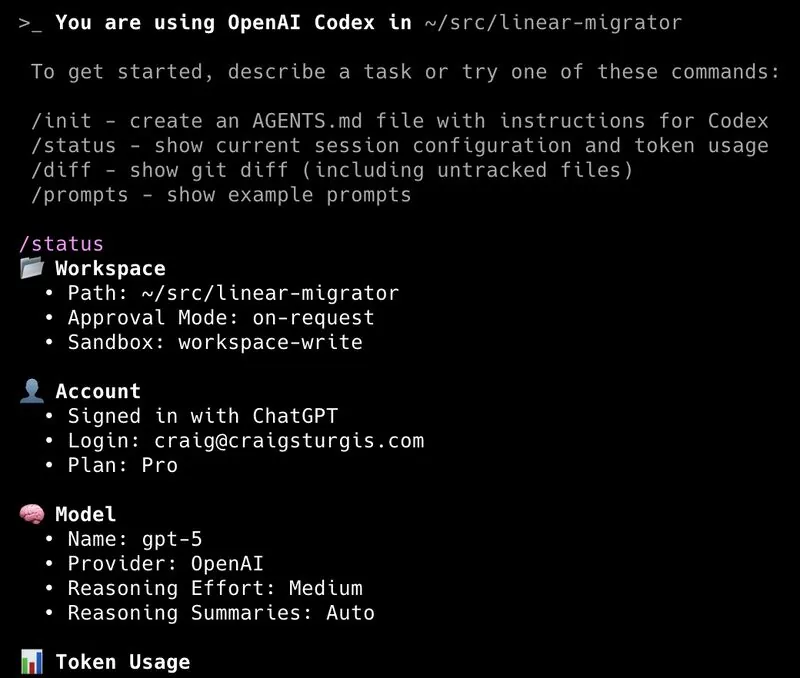 >_ You are using OpenAI Codex in ~/src/linear-migrator
To get started, describe a task or try one of these commands:
/init - create an AGENTS.md file with instructions for Codex
/status - show current session configuration and token usage
/diff - show git diff (including untracked files)
/prompts - show example prompts
/status
Workspace
• Path: ~/src/linear-migrator
• Approval Mode: on-request
• Sandbox: workspace-write
Account
• Signed in with ChatGPT
• Login: craig@craigsturgis.com
• Plan: Pro
Model
• Name: gpt-5
• Provider: OpenAI
• Reasoning Effort: Medium
• Reasoning Summaries: Auto
Token Usage